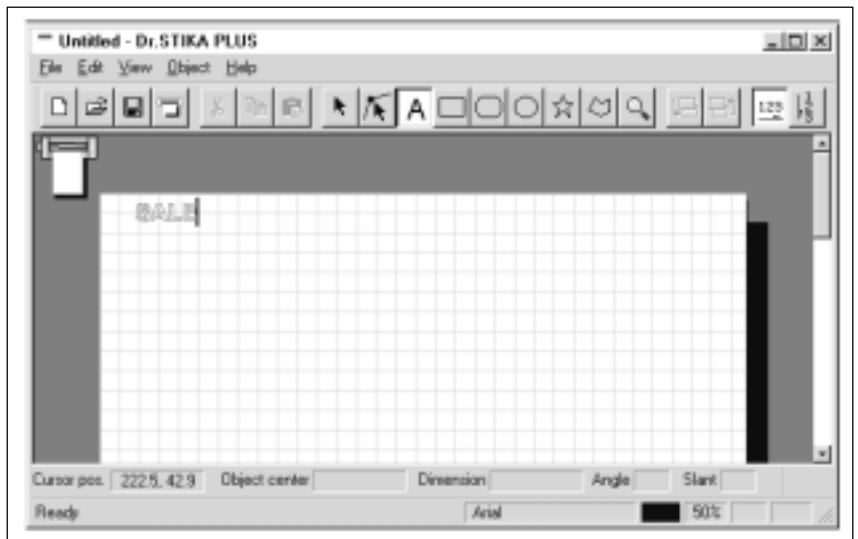 Untitled - Dr.STIKA PLUS
File Edit View Object Help
A 123
SALE
Cursor pos. 222.5, 42.9 Object center Dimension Angle Slant
Ready Arial 50%